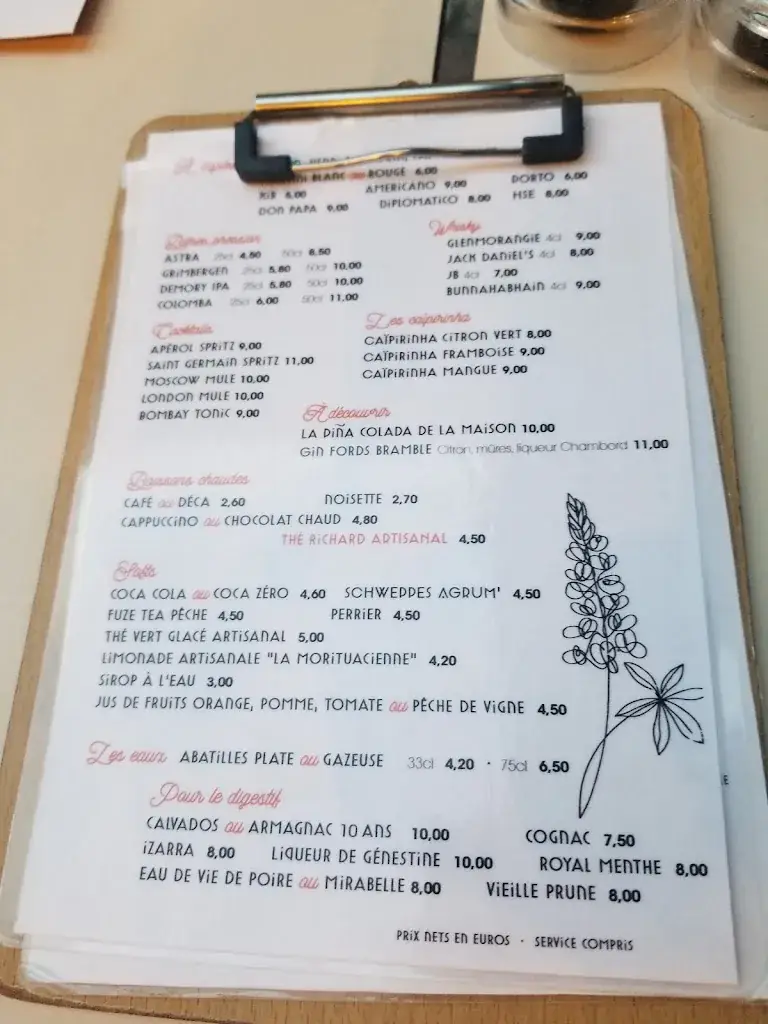 BLANC ou ROUGE 6,00
KIR 6,00 AMERICANO 9,00 PORTO 6,00
DON PAPA 9,00 DIPLOMATICO 8,00 HSE 8,00
Whisky
ASTRA 25cl 4,50 50cl 8,50 GLENMORANGIE 4cl 9,00
GRIMBERGEN 25cl 5,80 50cl 10,00 JACK DANIEL'S 4cl 8,00
DEMORY IPA 25cl 5,80 50cl 10,00 JB 4cl 7,00
COLOMBA 25cl 6,00 50cl 11,00 BUNNAHABHAIN 4cl 9,00
Cocktails Les caïpirinha
APÉROL SPRITZ 9,00 CAÏPIRINHA CITRON VERT 8,00
SAINT GERMAIN SPRITZ 11,00 CAÏPIRINHA FRAMBOISE 9,00
MOSCOW MULE 10,00 CAÏPIRINHA MANGUE 9,00
LONDON MULE 10,00
BOMBAY TONIC 9,00
À découvrir
LA PIÑA COLADA DE LA MAISON 10,00
GIN FORDS BRAMBLE Citron, mûres, liqueur Chambord 11,00
Boissons chaudes
CAFÉ ou DÉCA 2,60 NOISETTE 2,70
CAPPUCCINO ou CHOCOLAT CHAUD 4,80
THÉ RICHARD ARTISANAL 4,50
Softs
COCA COLA ou COCA ZÉRO 4,60 SCHWEPPES AGRUM' 4,50
FUZE TEA PÊCHE 4,50 PERRIER 4,50
THÉ VERT GLACÉ ARTISANAL 5,00
LIMONADE ARTISANALE "LA MORITUACIENNE" 4,20
SIROP À L'EAU 3,00
JUS DE FRUITS ORANGE, POMME, TOMATE ou PÊCHE DE VIGNE 4,50
Les eaux ABATILLES PLATE ou GAZEUSE 33cl 4,20 · 75cl 6,50
Pour le digestif
CALVADOS ou ARMAGNAC 10 ANS 10,00 COGNAC 7,50
IZARRA 8,00 LIQUEUR DE GÉNESTINE 10,00 ROYAL MENTHE 8,00
EAU DE VIE DE POIRE ou MIRABELLE 8,00 VIEILLE PRUNE 8,00
PRIX NETS EN EUROS · SERVICE COMPRIS